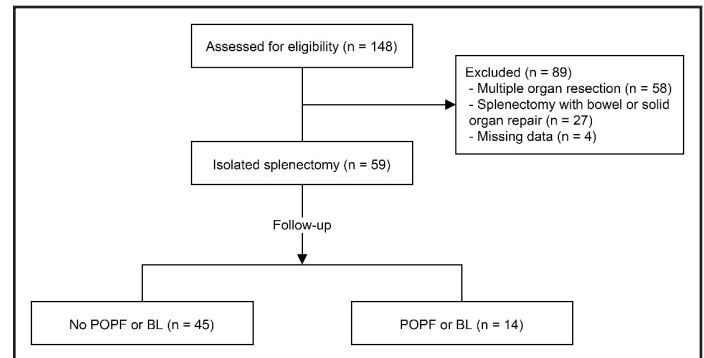 Assessed for eligibility (n = 148)
Excluded (n = 89)
- Multiple organ resection (n = 58)
- Splenectomy with bowel or solid
organ repair (n = 27)
- Missing data (n = 4)
Isolated splenectomy (n = 59)
Follow-up
No POPF or BL (n = 45)
POPF or BL (n = 14)